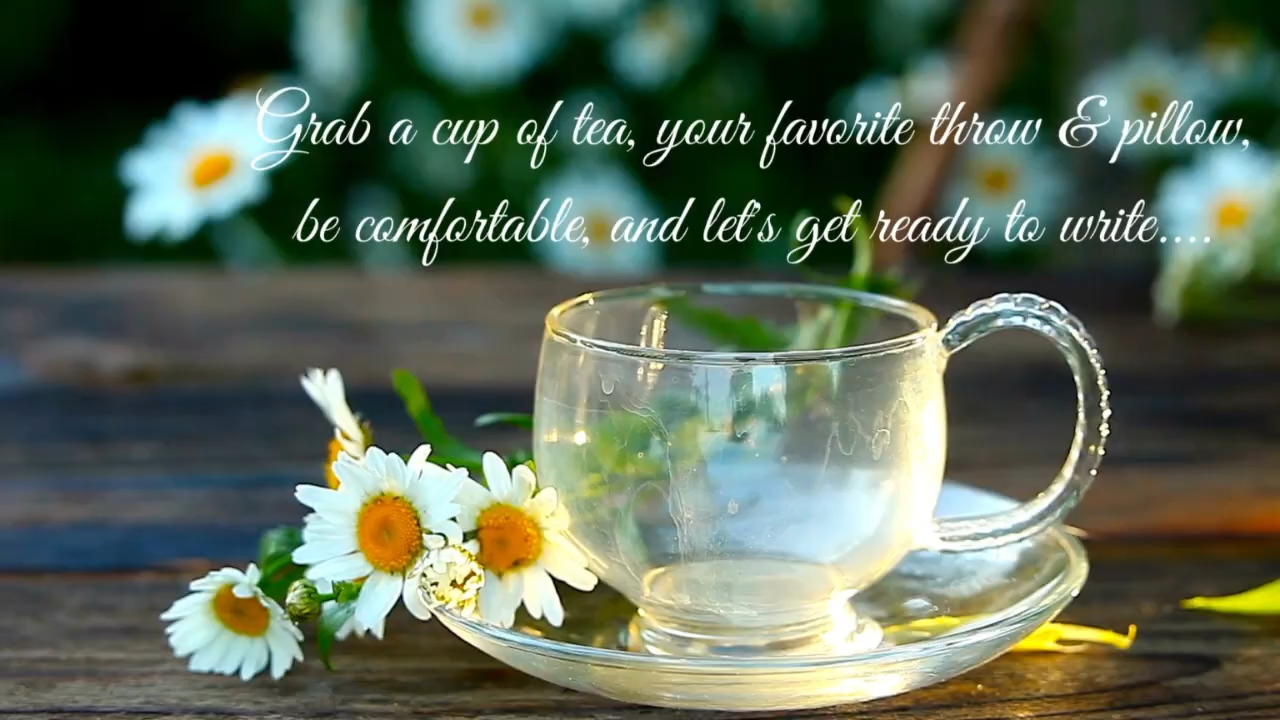 Grab a cup of tea, your favorite throw & pillow,
be comfortable, and let's get ready to write....